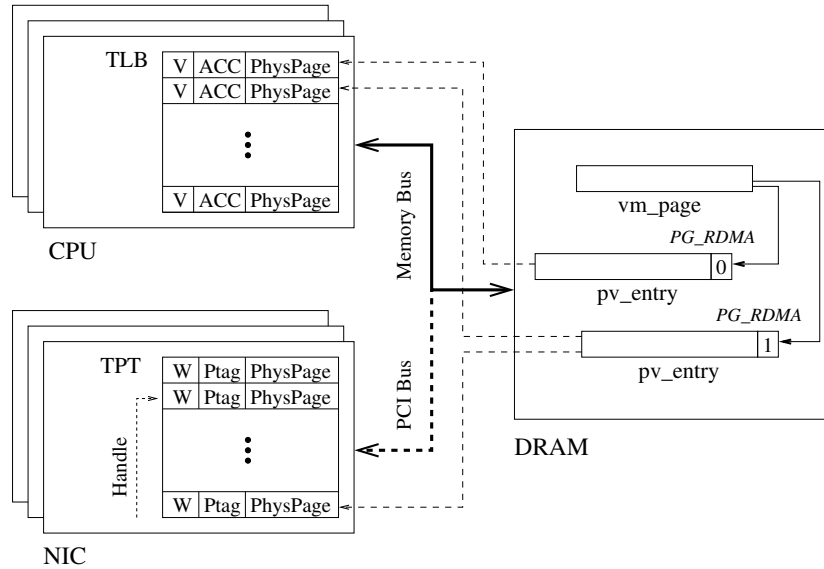 TLB
V ACC PhysPage
V ACC PhysPage
V ACC PhysPage
CPU
Memory Bus
PCI Bus
TPT
W Ptag PhysPage
W Ptag PhysPage
W Ptag PhysPage
Handle
NIC
vm_page
PG_RDMA
0
pv_entry
PG_RDMA
1
pv_entry
DRAM